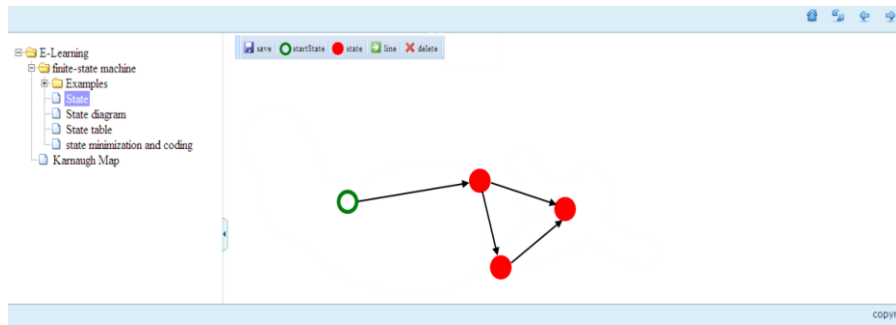 save startState state line delete
E-Learning
finite-state machine
Examples
State
State diagram
State table
state minimization and coding
Karnaugh Map
copyr